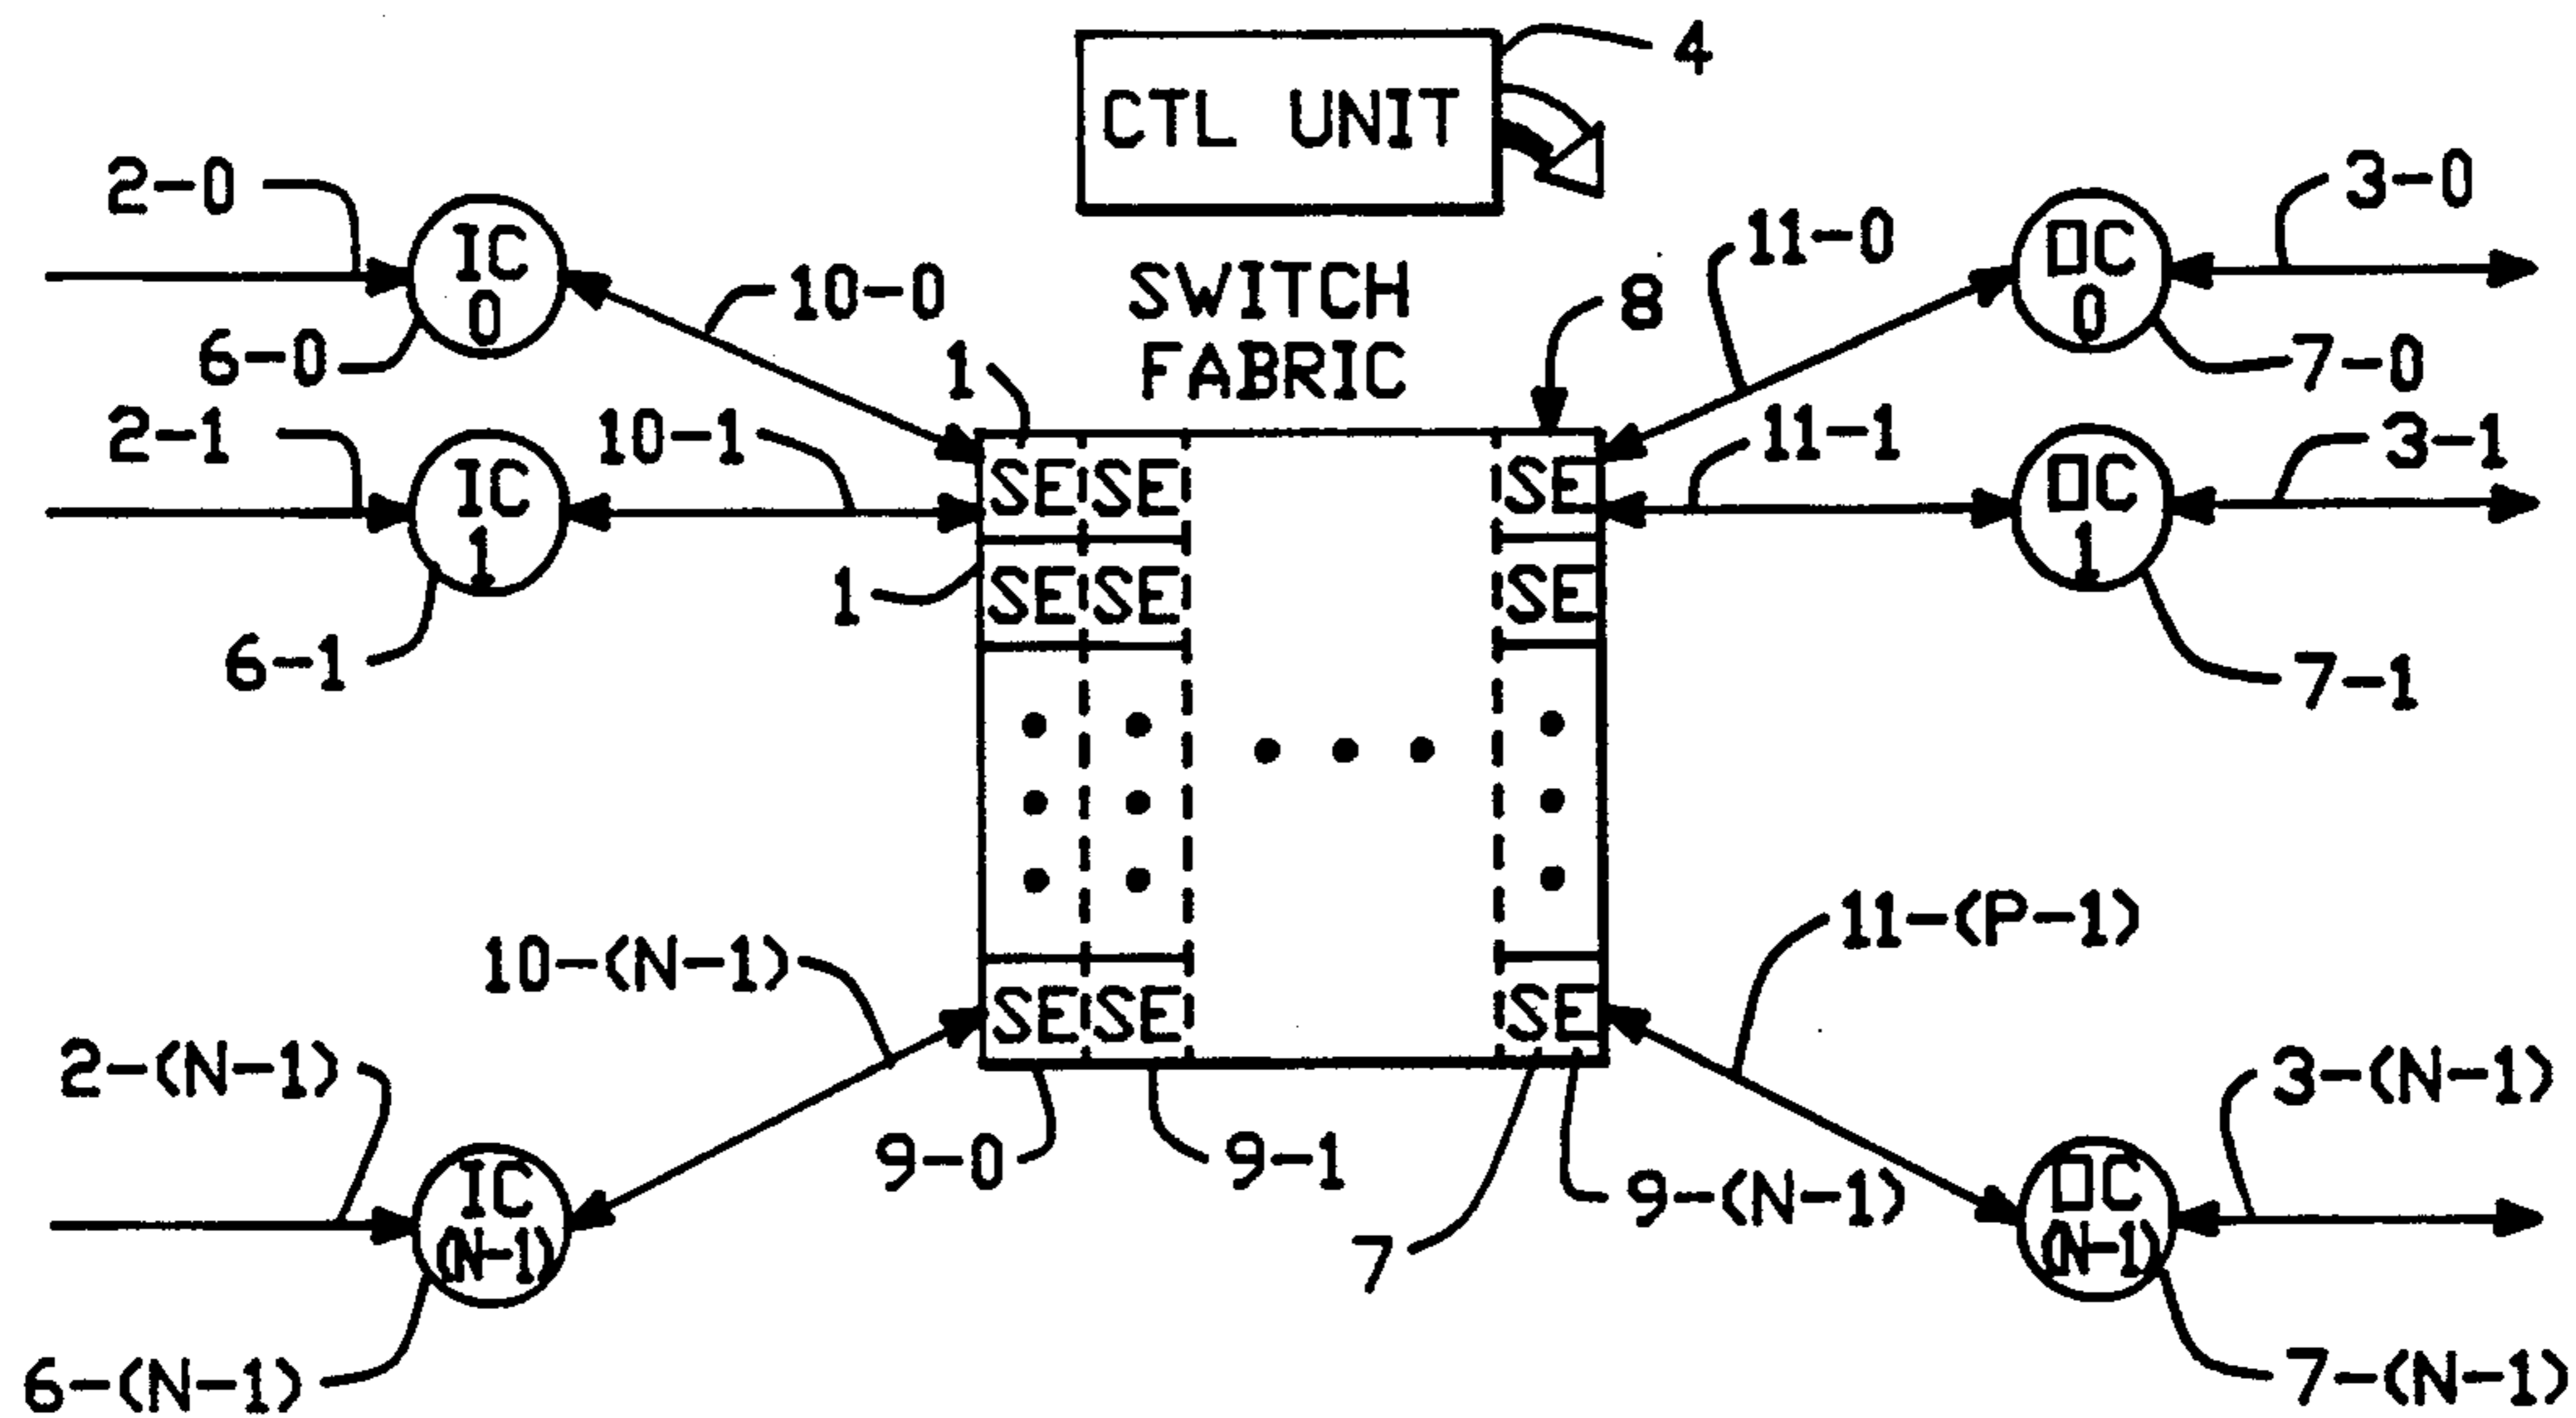 4
CTL UNIT
2-0
3-0
IC
0
OC
0
11-0
10-0
SWITCH
FABRIC
8
6-0
7-0
1
2-1
10-1
11-1
3-1
IC
1
OC
1
SE SE SE
1
SE SE SE
6-1
7-1
11-(P-1)
10-(N-1)
SE SE SE
2-(N-1)
3-(N-1)
9-0
9-1
9-(N-1)
7
IC
(N-1)
OC
(N-1)
6-(N-1)
7-(N-1)